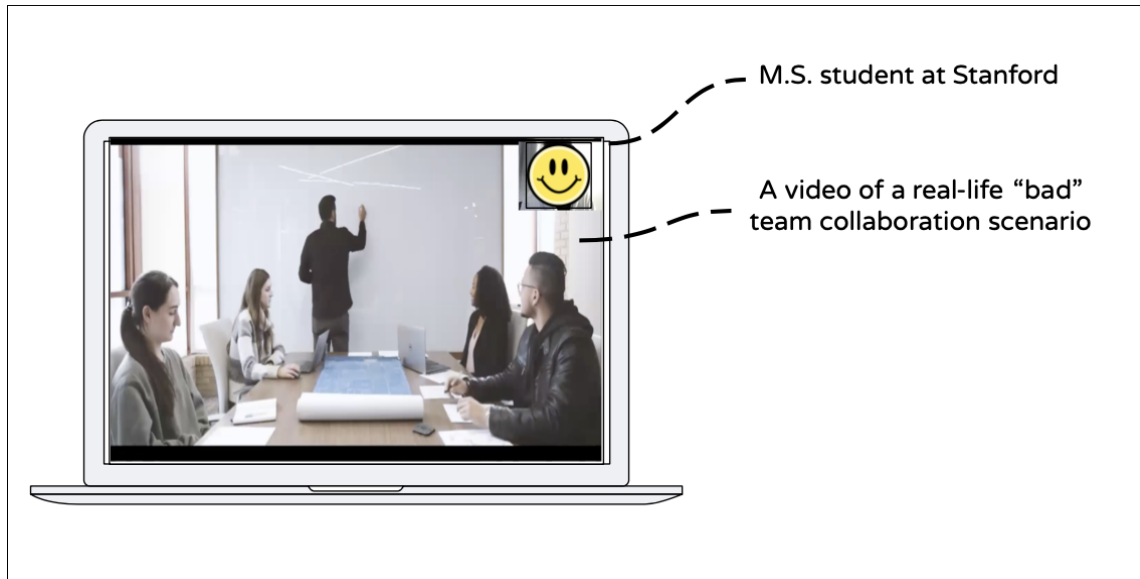 M.S. student at Stanford
A video of a real-life “bad”
team collaboration scenario